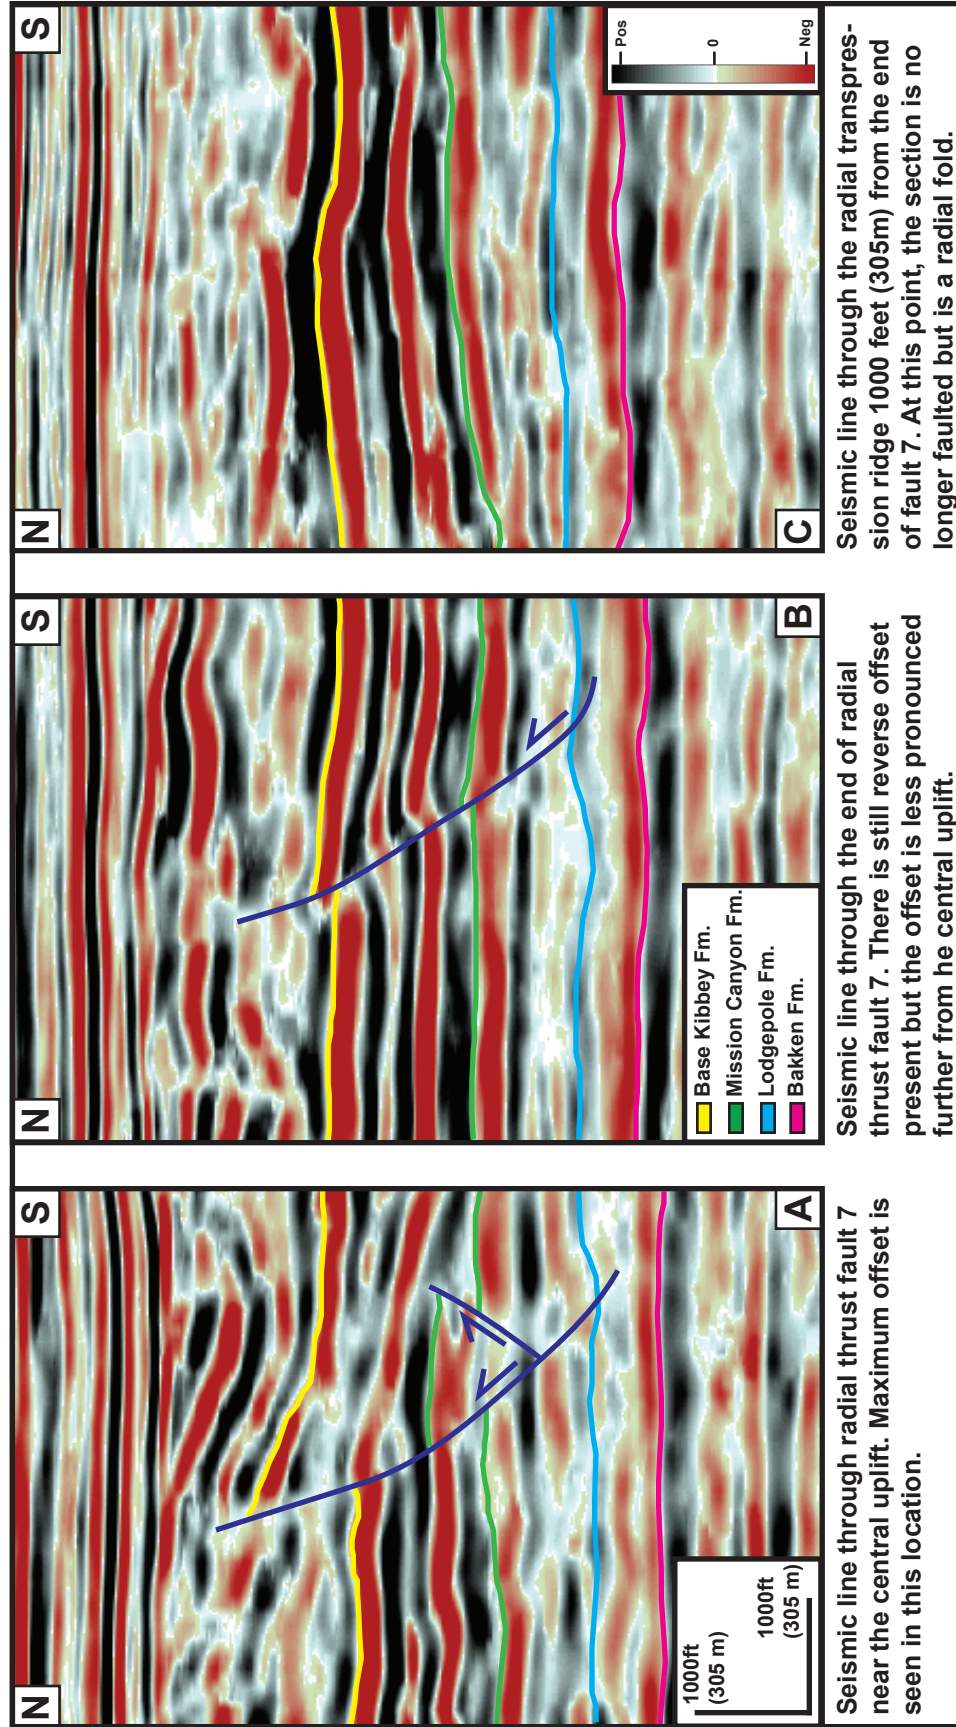 N
S
A
1000ft
(305 m)
1000ft
(305 m)
Seismic line through radial thrust fault 7
near the central uplift. Maximum offset is
seen in this location.
N
S
B
Base Kibbey Fm.
Mission Canyon Fm.
Lodgepole Fm.
Bakken Fm.
Seismic line through the end of radial
thrust fault 7. There is still reverse offset
present but the offset is less pronounced
further from he central uplift.
N
S
C
Pos
0
Neg
Seismic line through the radial transpres-
sion ridge 1000 feet (305m) from the end
of fault 7. At this point, the section is no
longer faulted but is a radial fold.